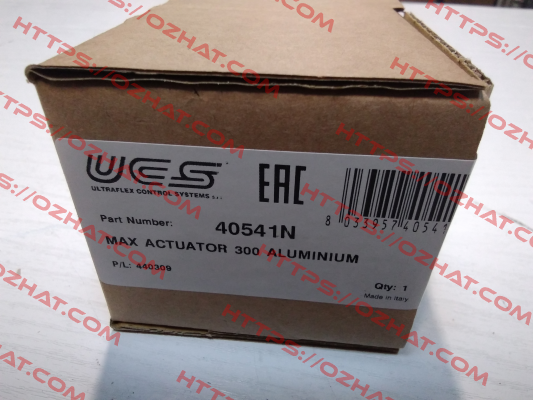 UCS
EAC
ULTRAFLEX CONTROL SYSTEMS s.r.l.
8 033957 40541
Part Number: 40541N
MAX ACTUATOR 300 ALUMINIUM
P/L: 440309
Qty: 1
Made in Italy
HTTPS://OZHAT.COM